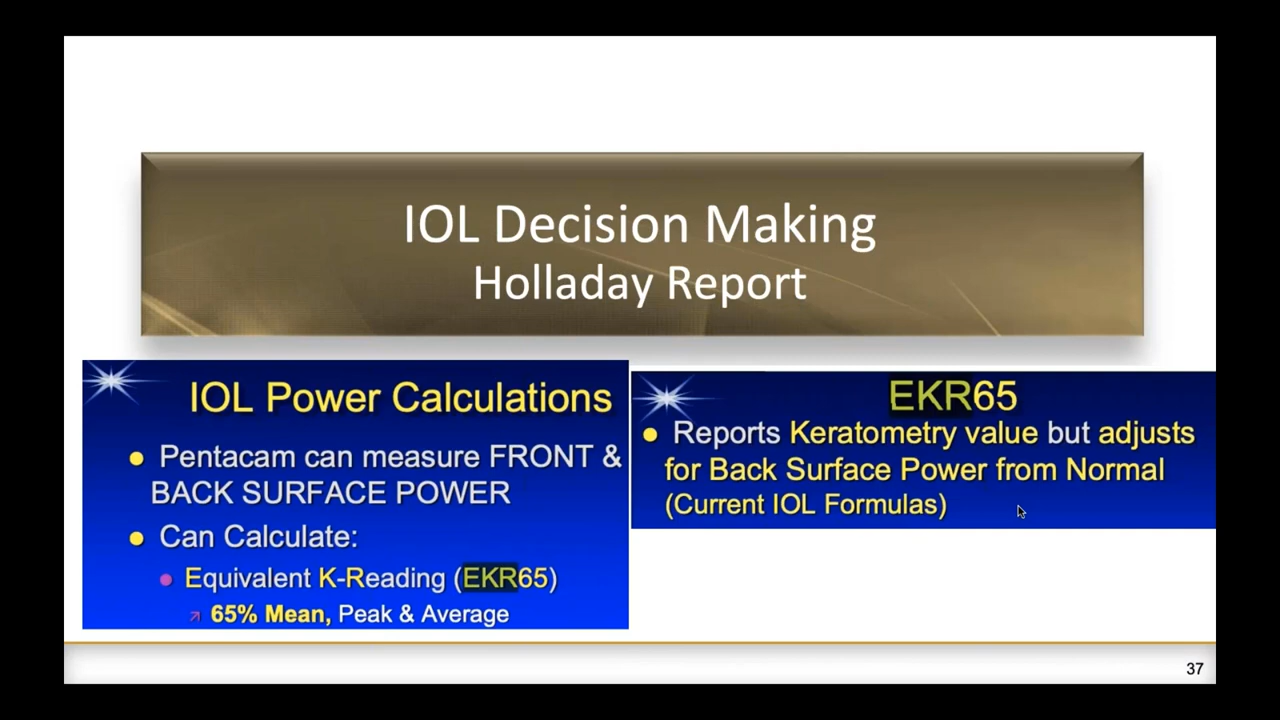 IOL Decision Making
Holladay Report
IOL Power Calculations
Pentacam can measure FRONT &
BACK SURFACE POWER
Can Calculate:
Equivalent K-Reading (EKR65)
65% Mean, Peak & Average
EKR65
Reports Keratometry value but adjusts
for Back Surface Power from Normal
(Current IOL Formulas)
37